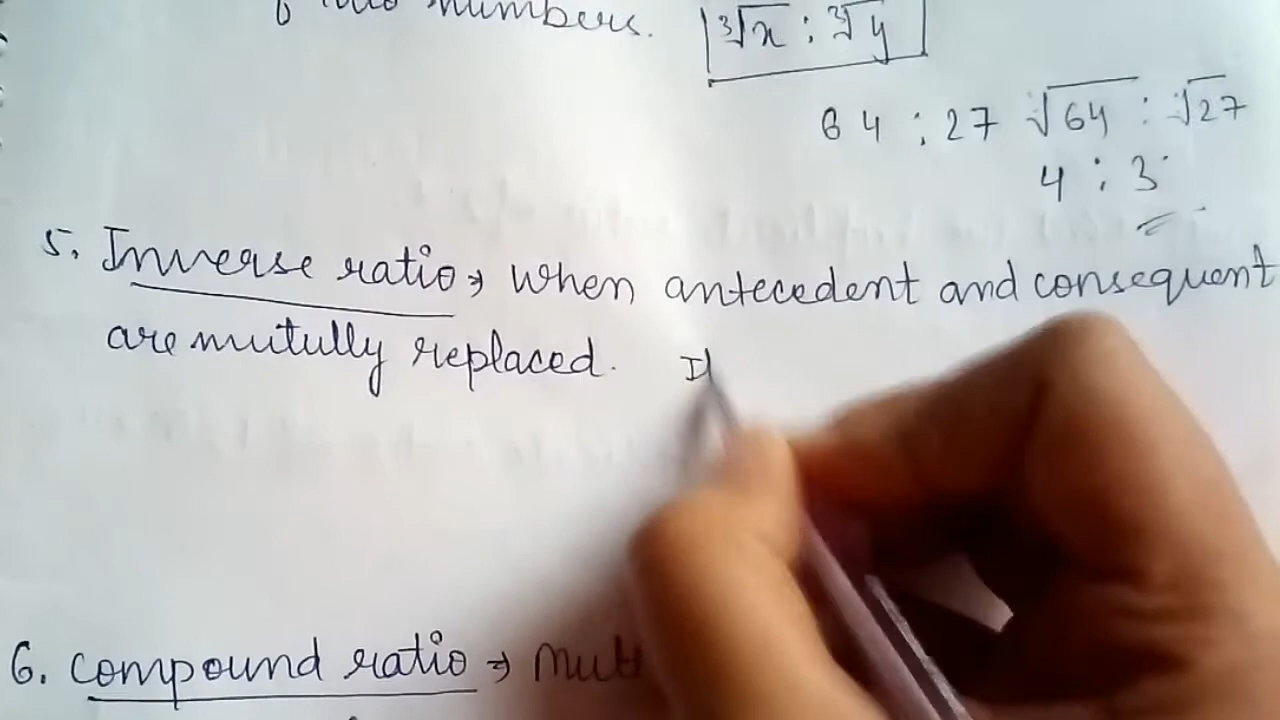 numbers. ∛x : ∛y
64 : 27 ∛64 : ∛27
4 : 3
5. Inverse ratio → when antecedent and consequent
are mutully replaced. If
6. compound ratio →